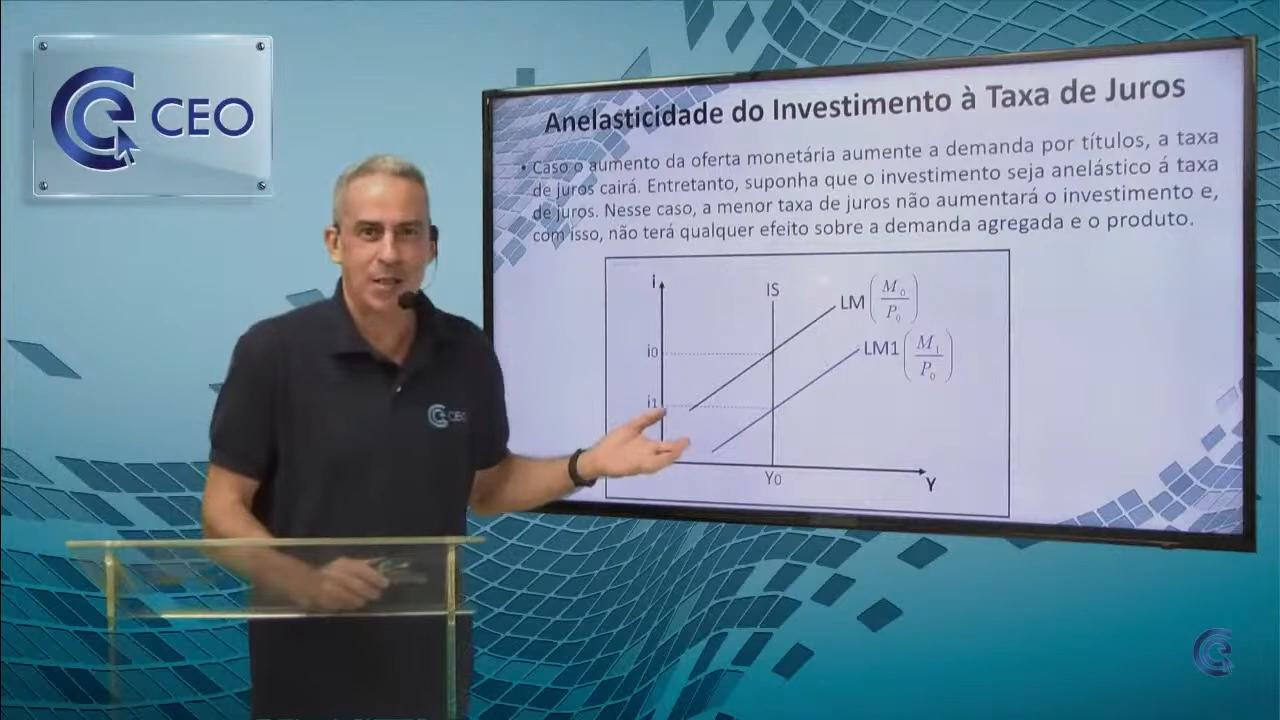 CEO
Anelasticidade do Investimento à Taxa de Juros
• Caso o aumento da oferta monetária aumente a demanda por títulos, a taxa
de juros cairá. Entretanto, suponha que o investimento seja anelástico á taxa
de juros. Nesse caso, a menor taxa de juros não aumentará o investimento e,
com isso, não terá qualquer efeito sobre a demanda agregada e o produto.
i
IS
LM (M0/P0)
i0
LM1 (M1/P0)
i1
Y0
Y
CEO